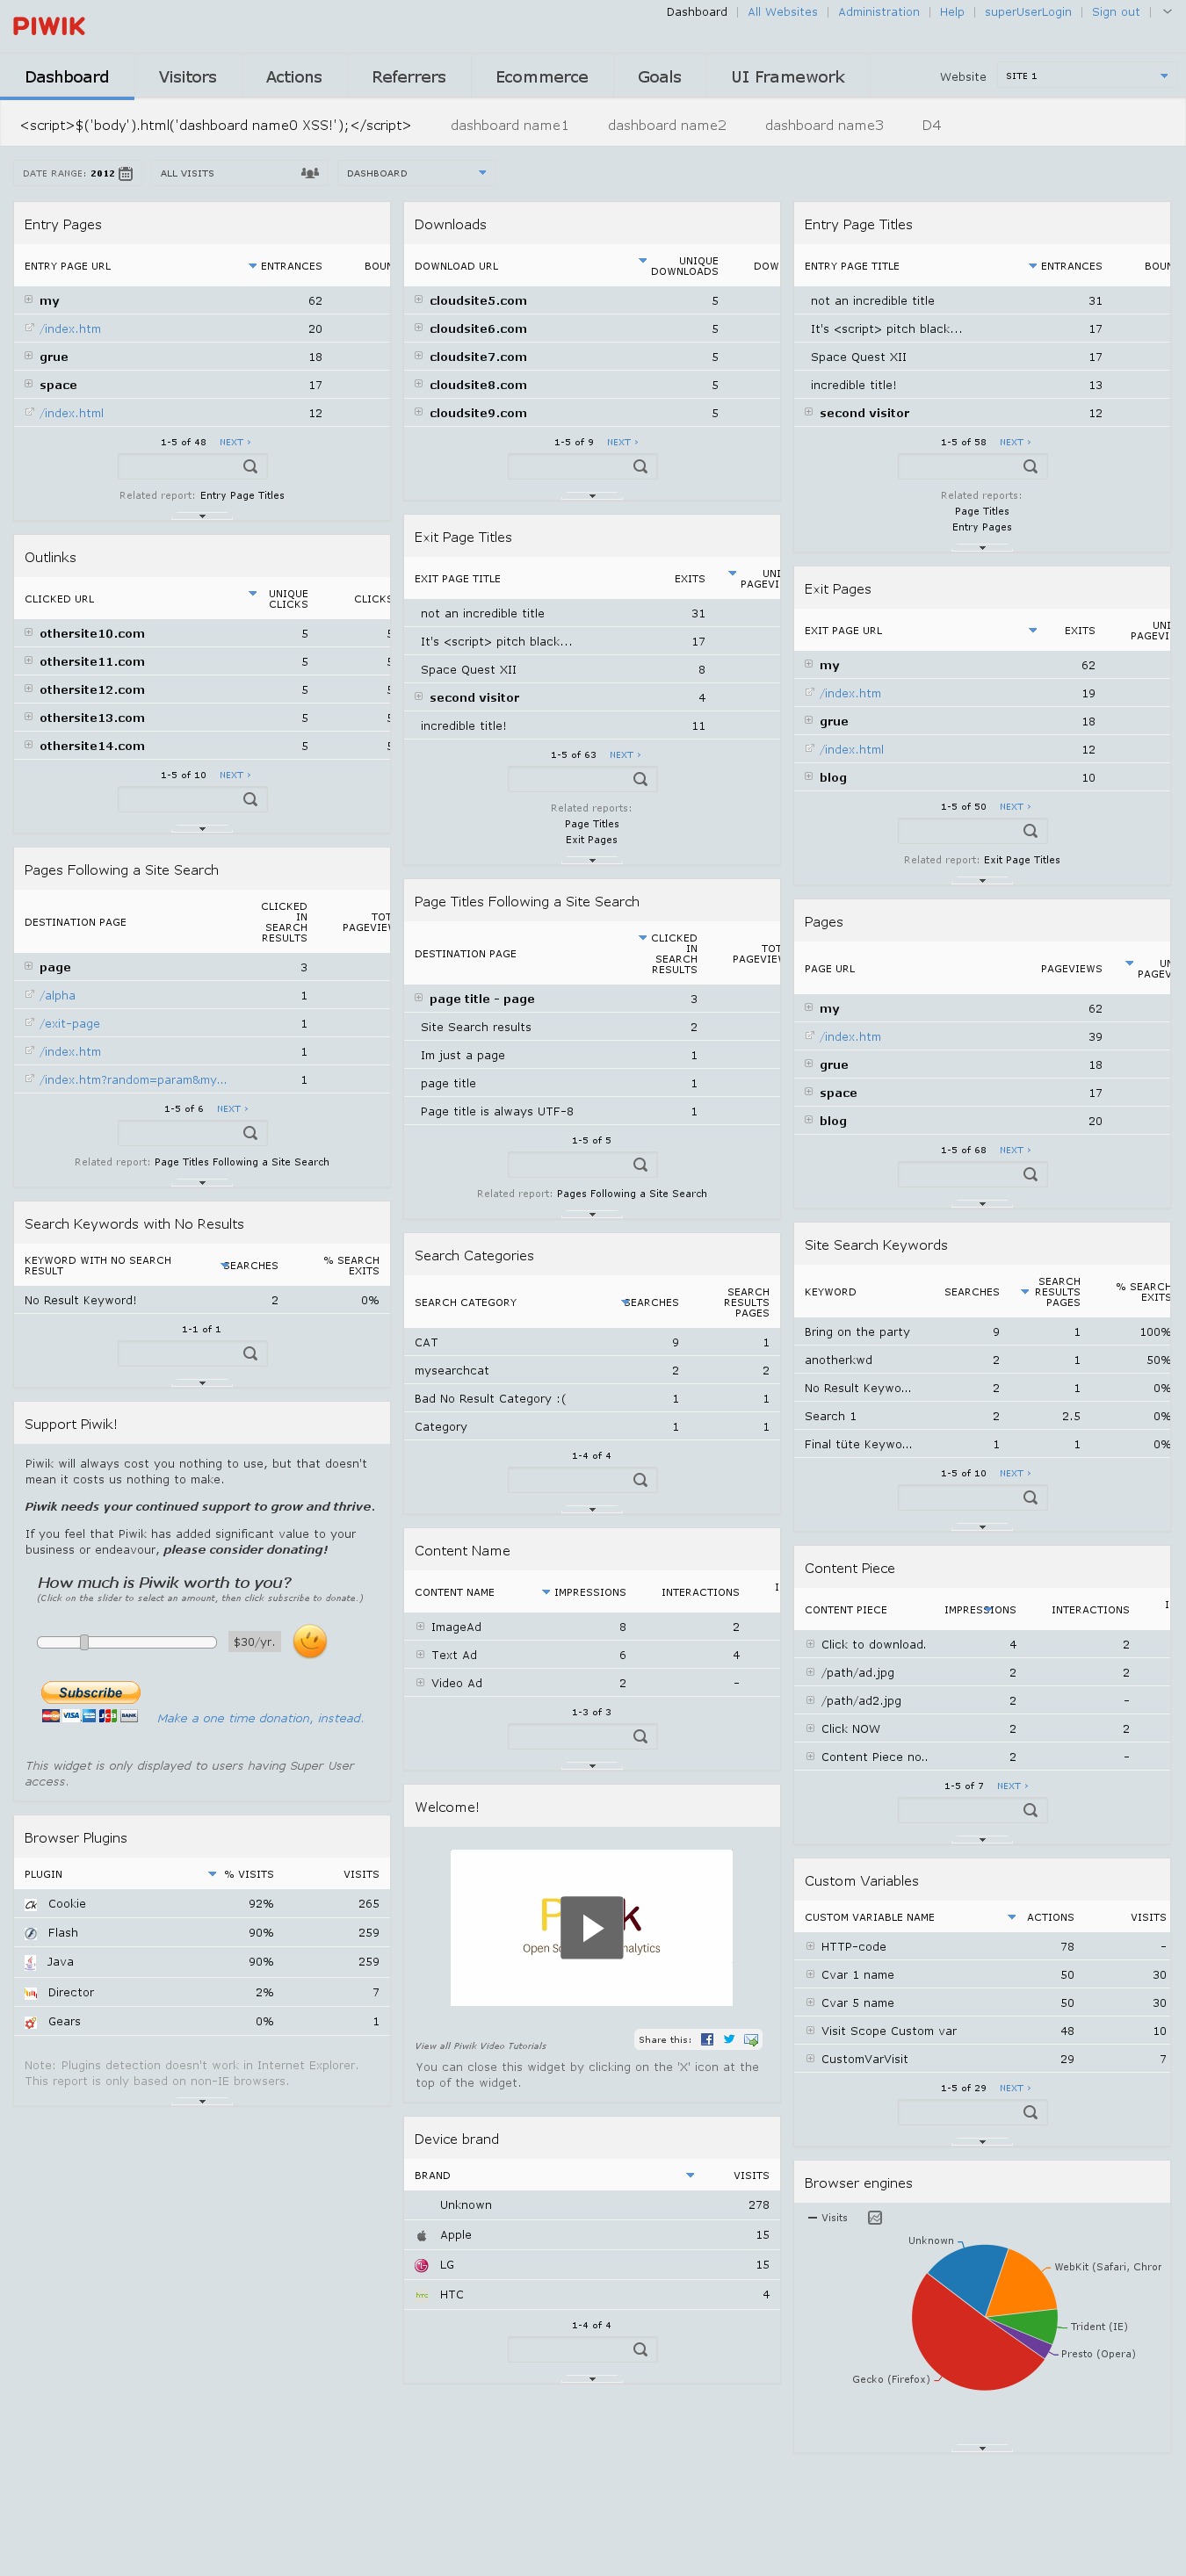 PIWIK
Dashboard | All Websites | Administration | Help | superUserLogin | Sign out |
Dashboard Visitors Actions Referrers Ecommerce Goals UI Framework Website SITE 1
<script>$('body').html('dashboard name0 XSS!');</script> dashboard name1 dashboard name2 dashboard name3 D4
DATE RANGE: 2012 ALL VISITS DASHBOARD
Entry Pages
ENTRY PAGE URL ENTRANCES BOUN
my 62
/index.htm 20
grue 18
space 17
/index.html 12
1-5 of 48 NEXT ›
Related report: Entry Page Titles
Outlinks
CLICKED URL UNIQUE CLICKS CLICKS
othersite10.com 5 5
othersite11.com 5 5
othersite12.com 5 5
othersite13.com 5 5
othersite14.com 5 5
1-5 of 10 NEXT ›
Pages Following a Site Search
DESTINATION PAGE CLICKED IN SEARCH RESULTS TOT PAGEVIEW
page 3
/alpha 1
/exit-page 1
/index.htm 1
/index.htm?random=param&my... 1
1-5 of 6 NEXT ›
Related report: Page Titles Following a Site Search
Search Keywords with No Results
KEYWORD WITH NO SEARCH RESULT SEARCHES % SEARCH EXITS
No Result Keyword! 2 0%
1-1 of 1
Support Piwik!
Piwik will always cost you nothing to use, but that doesn't
mean it costs us nothing to make.
Piwik needs your continued support to grow and thrive.
If you feel that Piwik has added significant value to your
business or endeavour, please consider donating!
How much is Piwik worth to you?
(Click on the slider to select an amount, then click subscribe to donate.)
$30/yr.
Subscribe
VISA JCB BANK
Make a one time donation, instead.
This widget is only displayed to users having Super User
access.
Browser Plugins
PLUGIN % VISITS VISITS
Cookie 92% 265
Flash 90% 259
Java 90% 259
Director 2% 7
Gears 0% 1
Note: Plugins detection doesn't work in Internet Explorer.
This report is only based on non-IE browsers.
Downloads
DOWNLOAD URL UNIQUE DOWNLOADS DOW
cloudsite5.com 5
cloudsite6.com 5
cloudsite7.com 5
cloudsite8.com 5
cloudsite9.com 5
1-5 of 9 NEXT ›
Exit Page Titles
EXIT PAGE TITLE EXITS UNI PAGEVI
not an incredible title 31
It's <script> pitch black... 17
Space Quest XII 8
second visitor 4
incredible title! 11
1-5 of 63 NEXT ›
Related reports:
Page Titles
Exit Pages
Page Titles Following a Site Search
DESTINATION PAGE CLICKED IN SEARCH RESULTS TOT PAGEVIEW
page title - page 3
Site Search results 2
Im just a page 1
page title 1
Page title is always UTF-8 1
1-5 of 5
Related report: Pages Following a Site Search
Search Categories
SEARCH CATEGORY SEARCHES SEARCH RESULTS PAGES
CAT 9 1
mysearchcat 2 2
Bad No Result Category :( 1 1
Category 1 1
1-4 of 4
Content Name
CONTENT NAME IMPRESSIONS INTERACTIONS I
ImageAd 8 2
Text Ad 6 4
Video Ad 2 -
1-3 of 3
Welcome!
P k
Open S nalytics
View all Piwik Video Tutorials
Share this:
You can close this widget by clicking on the 'X' icon at the
top of the widget.
Device brand
BRAND VISITS
Unknown 278
Apple 15
LG 15
HTC 4
1-4 of 4
Entry Page Titles
ENTRY PAGE TITLE ENTRANCES BOUN
not an incredible title 31
It's <script> pitch black... 17
Space Quest XII 17
incredible title! 13
second visitor 12
1-5 of 58 NEXT ›
Related reports:
Page Titles
Entry Pages
Exit Pages
EXIT PAGE URL EXITS UNI PAGEVI
my 62
/index.htm 19
grue 18
/index.html 12
blog 10
1-5 of 50 NEXT ›
Related report: Exit Page Titles
Pages
PAGE URL PAGEVIEWS UN PAGEV
my 62
/index.htm 39
grue 18
space 17
blog 20
1-5 of 68 NEXT ›
Site Search Keywords
KEYWORD SEARCHES SEARCH RESULTS PAGES % SEARCH EXITS
Bring on the party 9 1 100%
anotherkwd 2 1 50%
No Result Keywo... 2 1 0%
Search 1 2 2.5 0%
Final tüte Keywo... 1 1 0%
1-5 of 10 NEXT ›
Content Piece
CONTENT PIECE IMPRESSIONS INTERACTIONS I
Click to download. 4 2
/path/ad.jpg 2 2
/path/ad2.jpg 2 -
Click NOW 2 2
Content Piece no.. 2 -
1-5 of 7 NEXT ›
Custom Variables
CUSTOM VARIABLE NAME ACTIONS VISITS
HTTP-code 78 -
Cvar 1 name 50 30
Cvar 5 name 50 30
Visit Scope Custom var 48 10
CustomVarVisit 29 7
1-5 of 29 NEXT ›
Browser engines
Visits
Unknown
WebKit (Safari, Chror
Trident (IE)
Presto (Opera)
Gecko (Firefox)